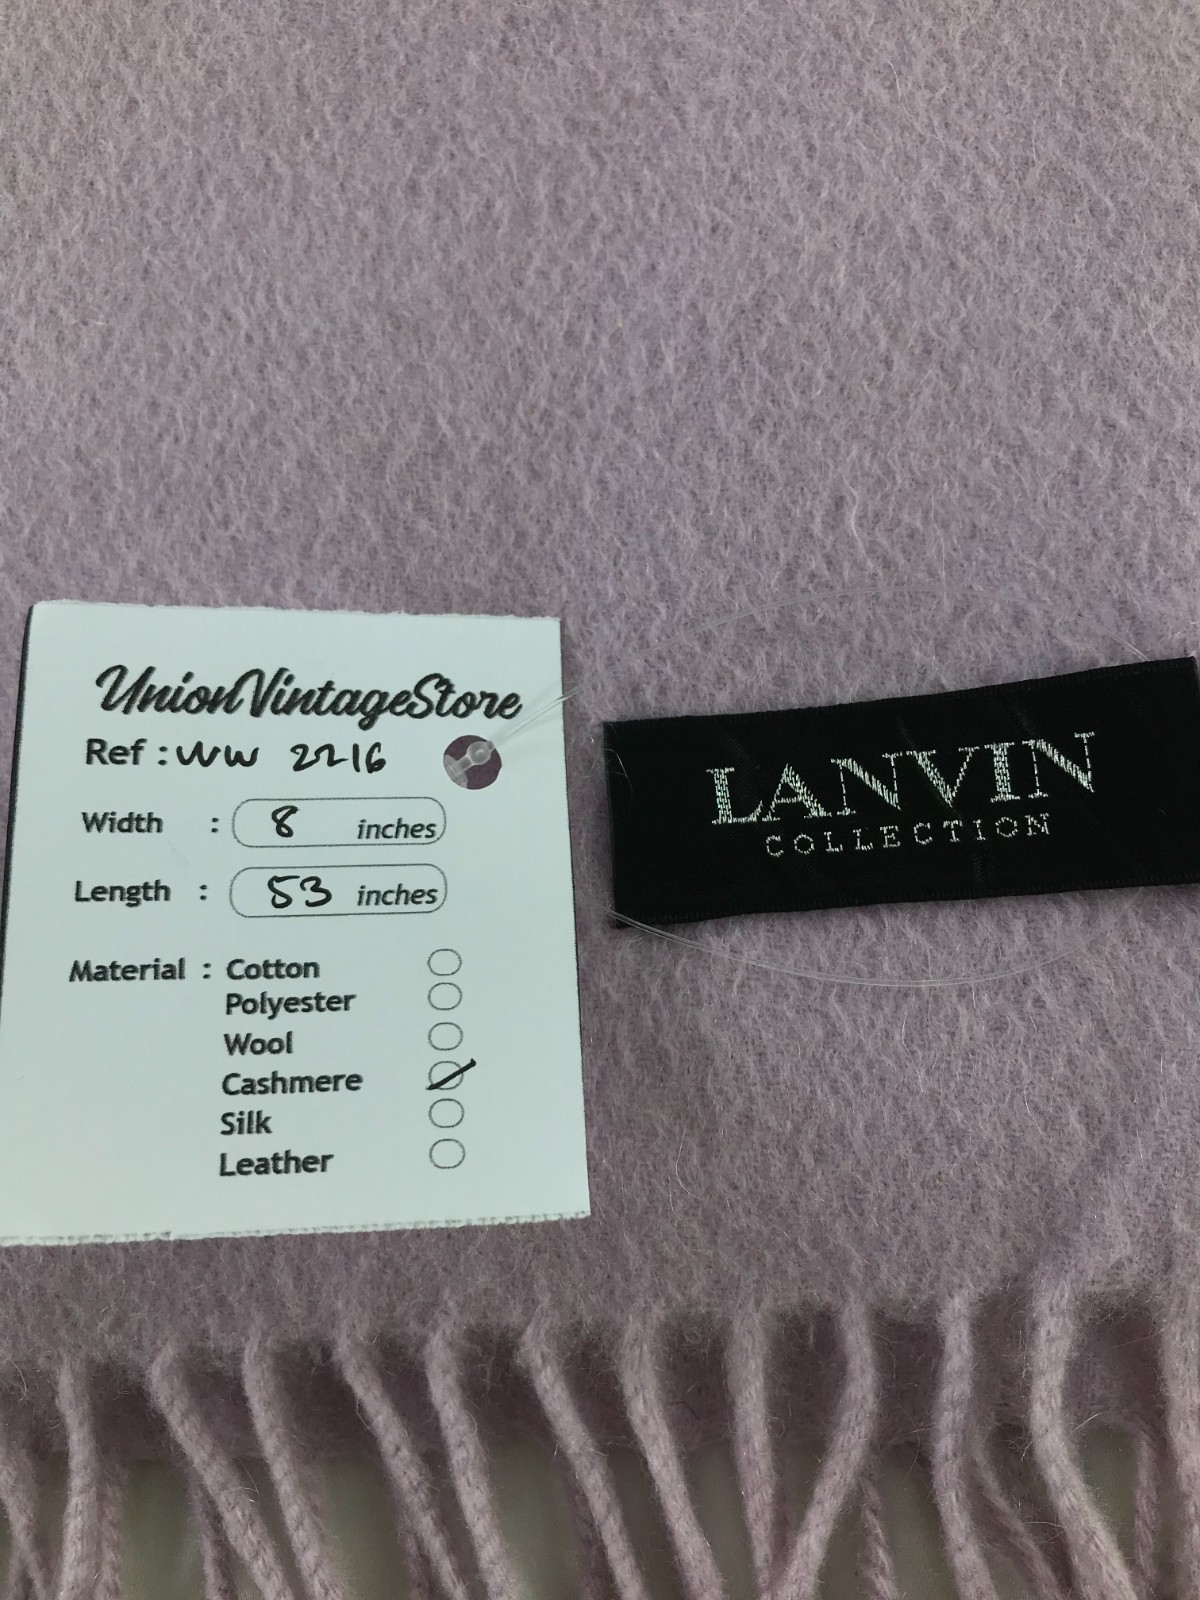 UnionVintageStore
Ref : WW 2216
Width : 8 inches
Length : 53 inches
Material : Cotton
Polyester
Wool
Cashmere
Silk
Leather
LANVIN
COLLECTION